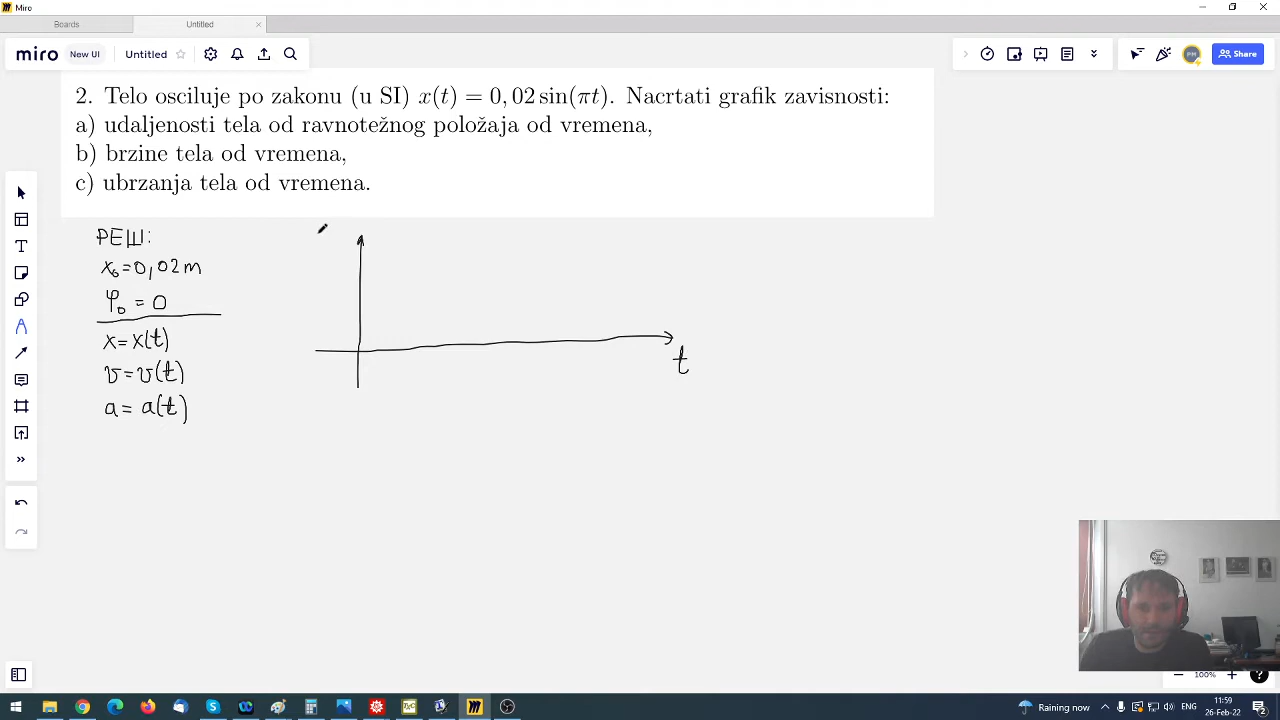 Miro
Boards
Untitled
miro
New UI
Untitled
Share
2. Telo osciluje po zakonu (u SI) x(t) = 0, 02 sin(πt). Nacrtati grafik zavisnosti:
a) udaljenosti tela od ravnotežnog položaja od vremena,
b) brzine tela od vremena,
c) ubrzanja tela od vremena.
РЕШ:
x₀ = 0,02 m
φ₀ = 0
x = x(t)
v = v(t)
a = a(t)
t
100%
Raining now
11:59
26-Feb-22